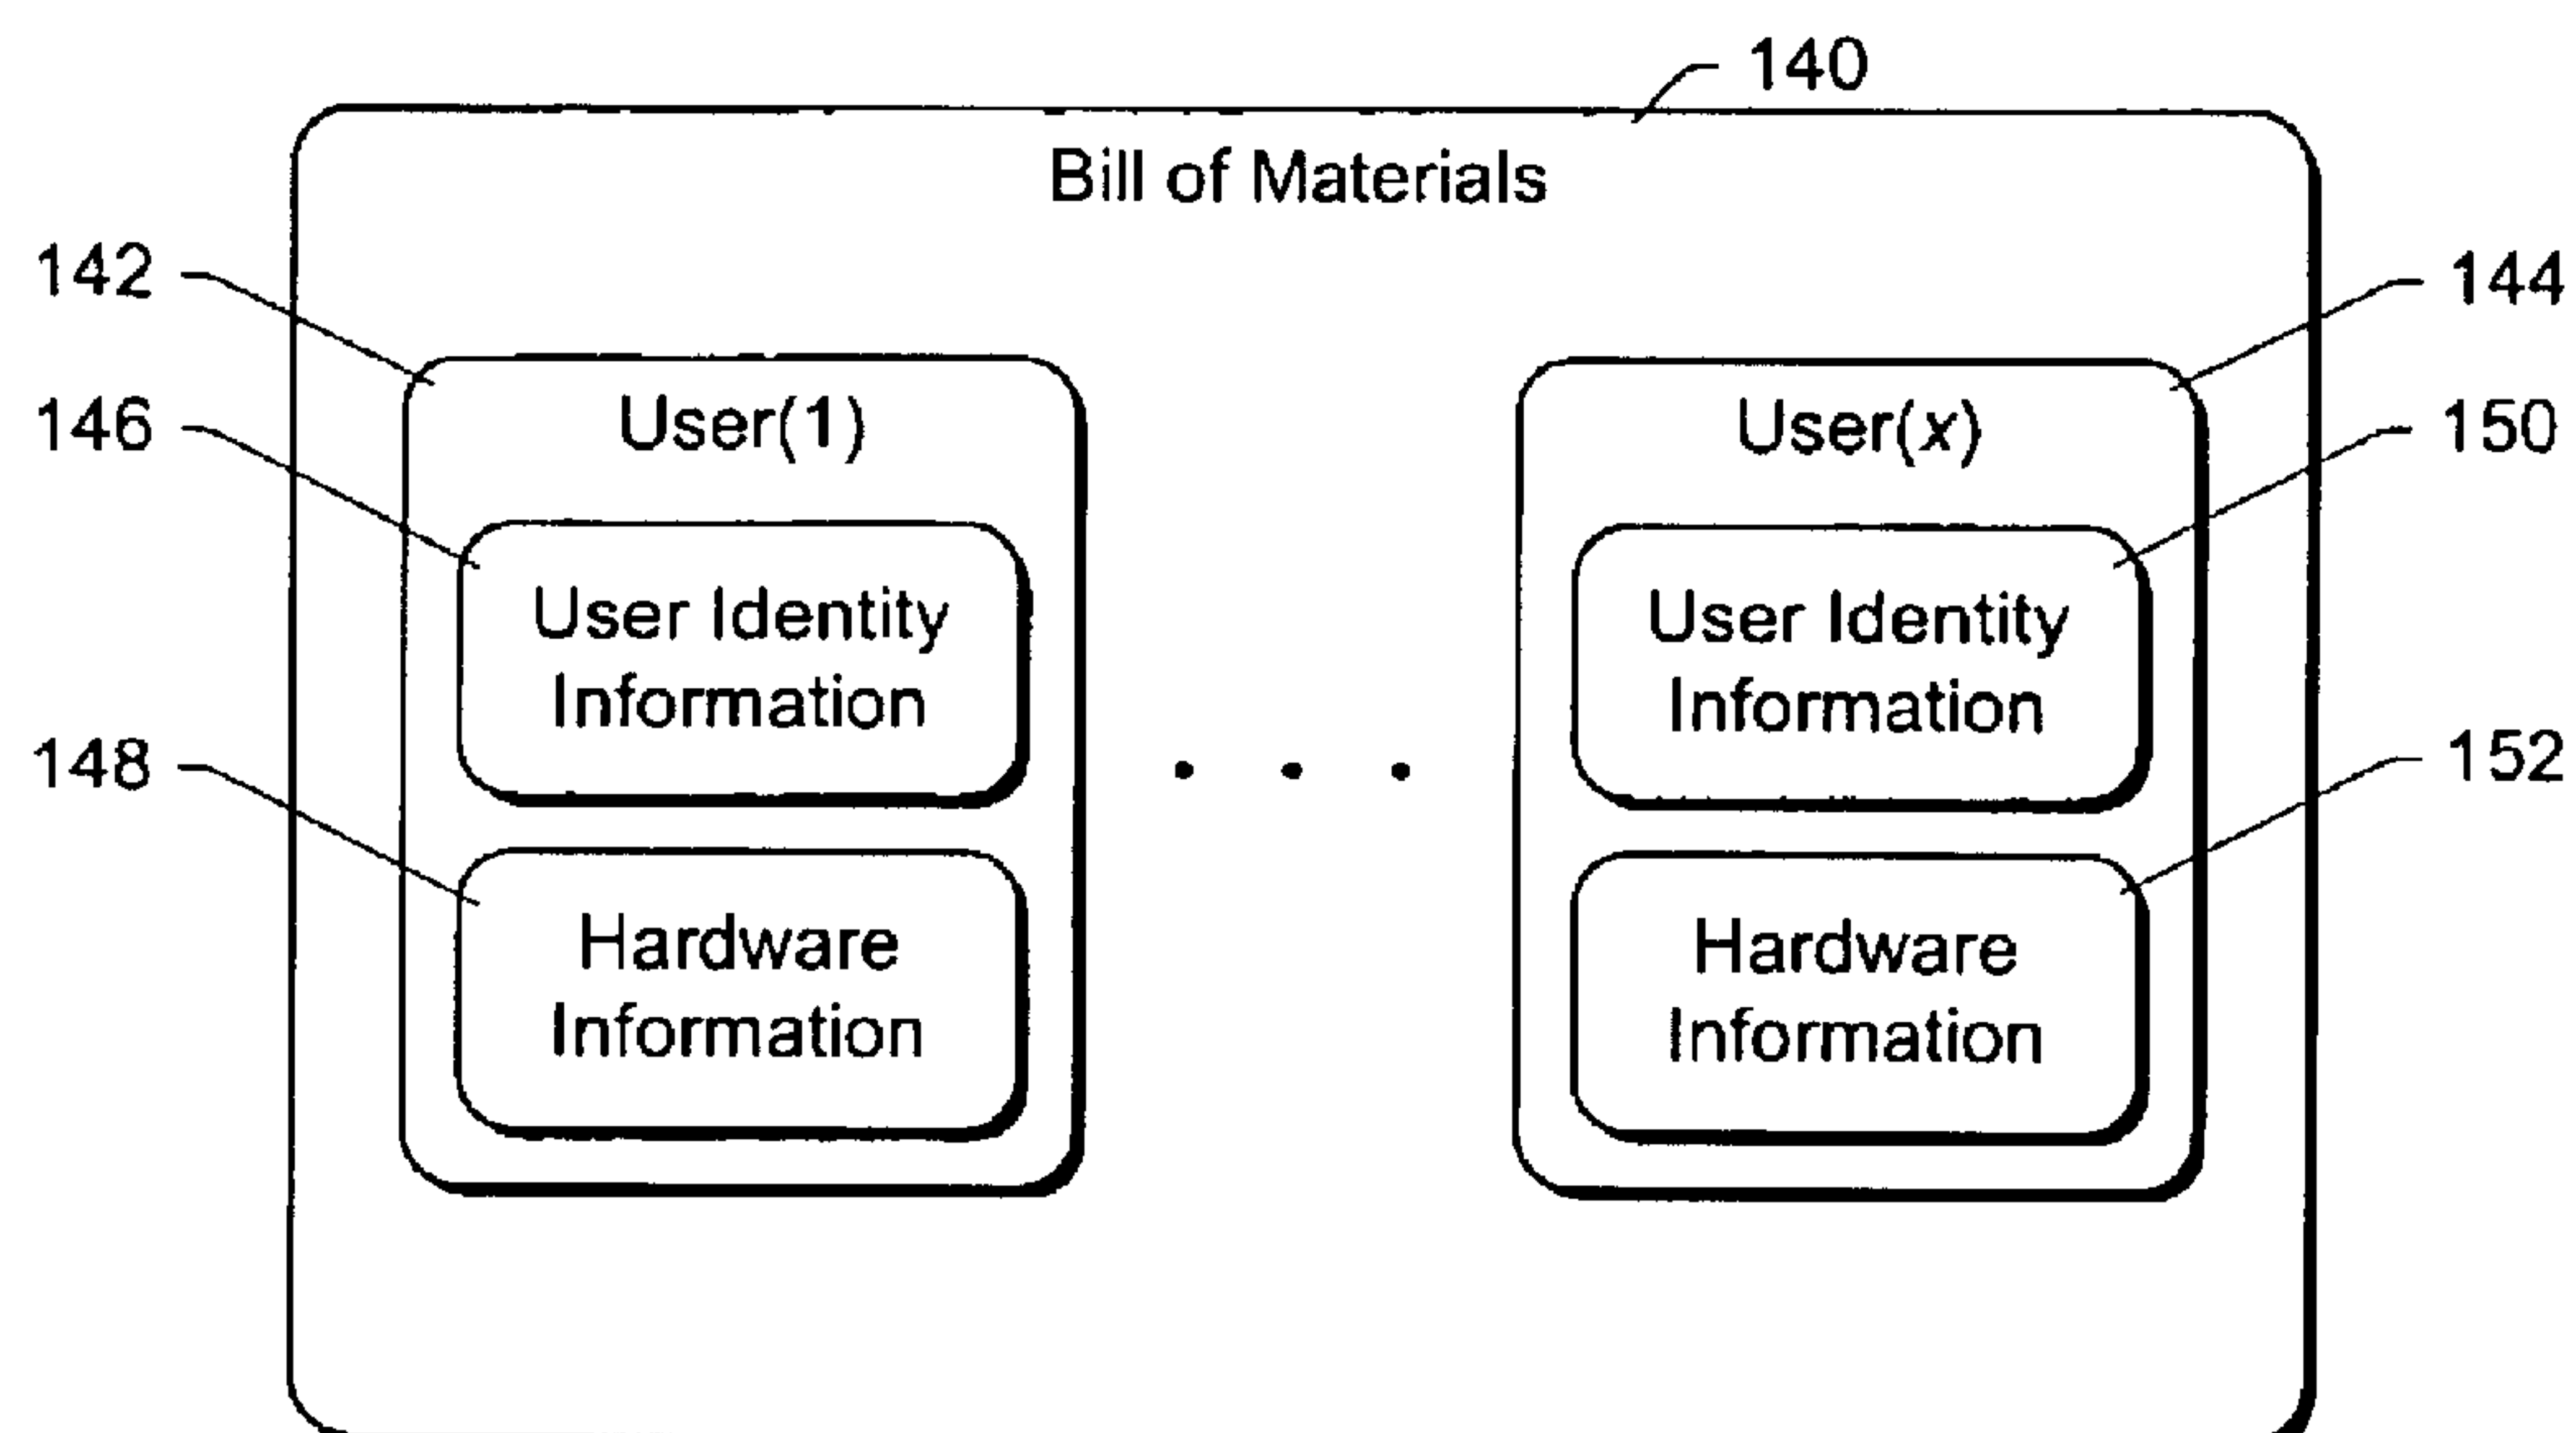 140
Bill of Materials
142
144
User(1)
User(x)
146
150
User Identity
Information
User Identity
Information
148
152
Hardware
Information
Hardware
Information